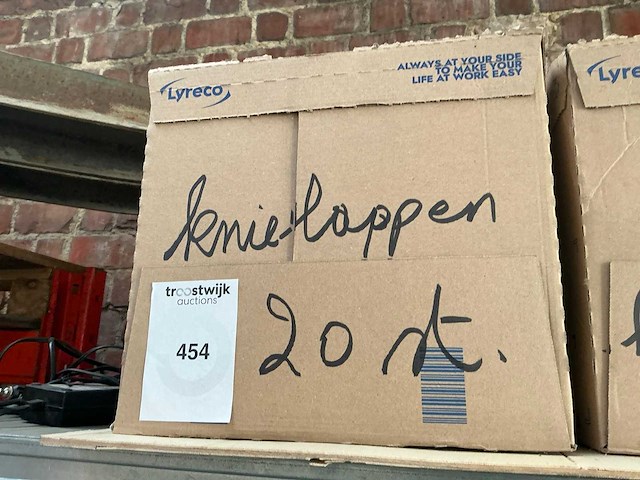 Lyreco
ALWAYS AT YOUR SIDE
TO MAKE YOUR
LIFE AT WORK EASY
Lyre
knie-lappen
troostwijk
auctions
454
20 st.